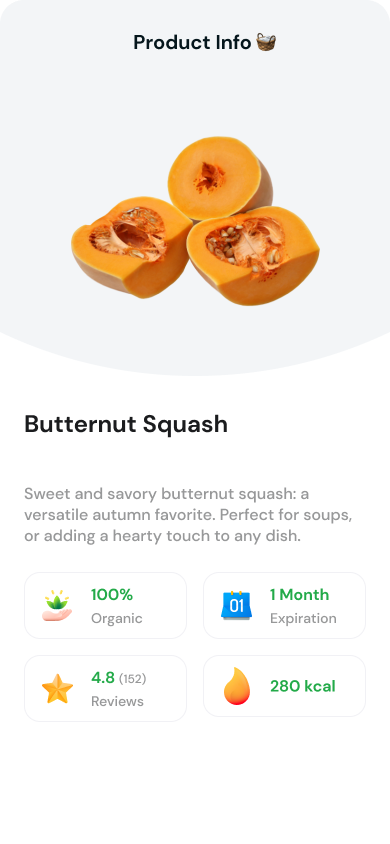 Product Info
Butternut Squash
Sweet and savory butternut squash: a
versatile autumn favorite. Perfect for soups,
or adding a hearty touch to any dish.
100%
Organic
01
1 Month
Expiration
4.8 (152)
Reviews
280 kcal